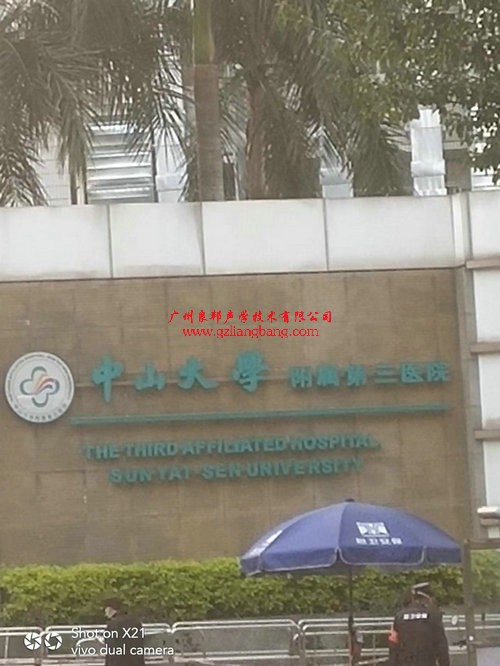 广州良邦声学技术有限公司
www.gzliangbang.com
中山大學 附屬第三医院
THE THIRD AFFILIATED HOSPITAL
SUN YAT-SEN UNIVERSITY
Shot on X21
vivo dual camera